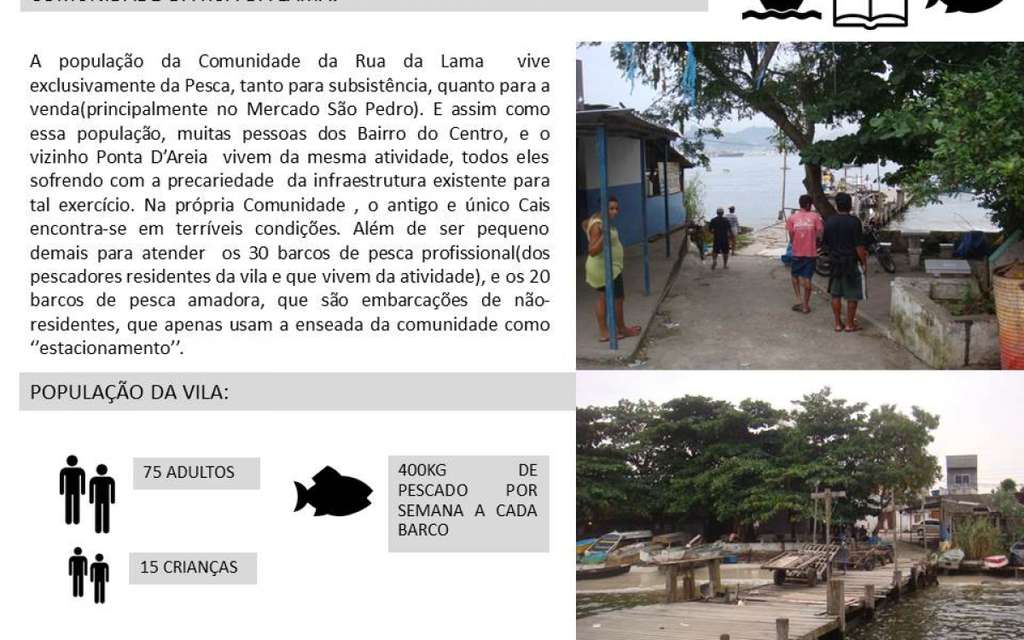 A população da Comunidade da Rua da Lama vive
exclusivamente da Pesca, tanto para subsistência, quanto para a
venda(principalmente no Mercado São Pedro). E assim como
essa população, muitas pessoas dos Bairro do Centro, e o
vizinho Ponta D’Areia vivem da mesma atividade, todos eles
sofrendo com a precariedade da infraestrutura existente para
tal exercício. Na própria Comunidade , o antigo e único Cais
encontra-se em terríveis condições. Além de ser pequeno
demais para atender os 30 barcos de pesca profissional(dos
pescadores residentes da vila e que vivem da atividade), e os 20
barcos de pesca amadora, que são embarcações de não-
residentes, que apenas usam a enseada da comunidade como
‘’estacionamento’’.
POPULAÇÃO DA VILA:
75 ADULTOS
15 CRIANÇAS
400KG DE
PESCADO POR
SEMANA A CADA
BARCO